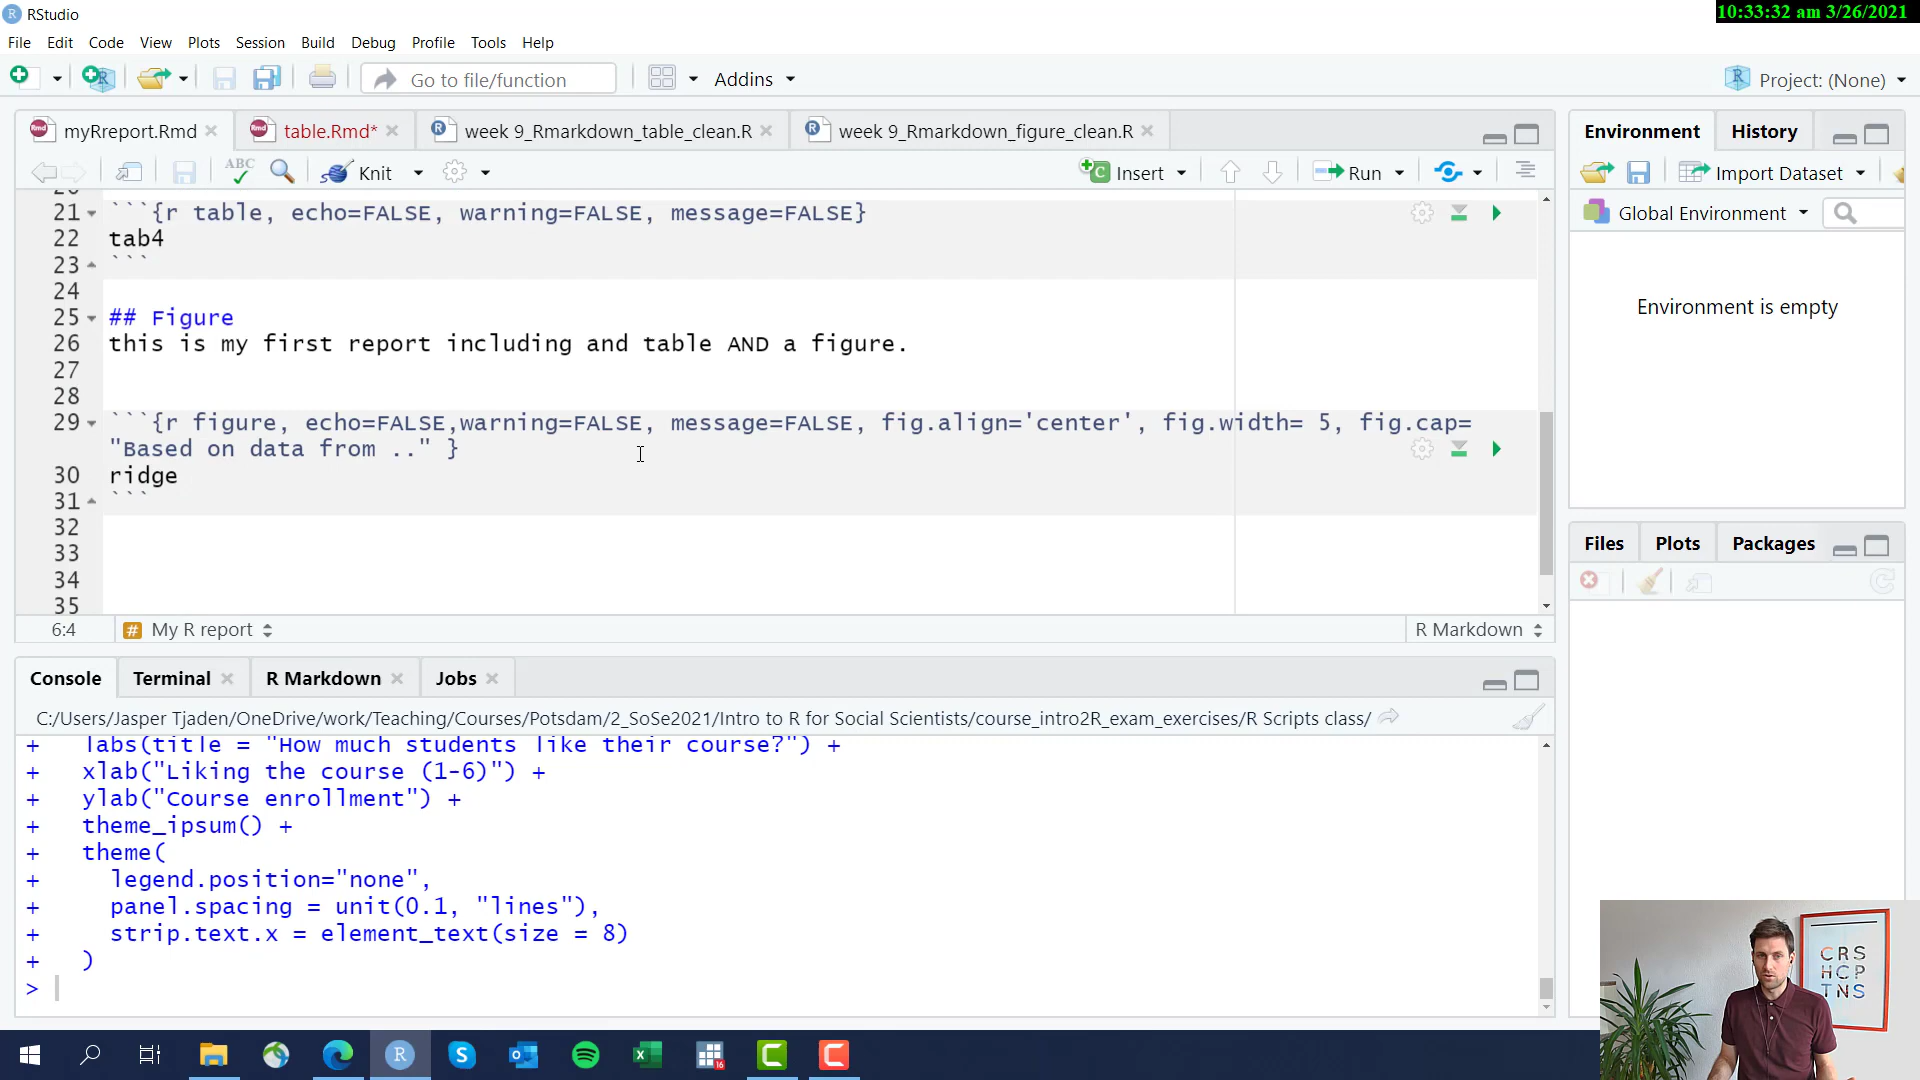 RStudio
10:33:32 am 3/26/2021
File Edit Code View Plots Session Build Debug Profile Tools Help
Go to file/function Addins Project: (None)
myRreport.Rmd table.Rmd* week 9_Rmarkdown_table_clean.R week 9_Rmarkdown_figure_clean.R
Environment History
ABC Knit Insert Run
Import Dataset
Global Environment
20
21 ```{r table, echo=FALSE, warning=FALSE, message=FALSE}
22 tab4
23 ```
24
25 ## Figure
26 this is my first report including and table AND a figure.
27
28
29 ```{r figure, echo=FALSE,warning=FALSE, message=FALSE, fig.align='center', fig.width= 5, fig.cap=
"Based on data from .." }
30 ridge
31 ```
32
33
34
35
Environment is empty
6:4 My R report R Markdown
Files Plots Packages
Console Terminal R Markdown Jobs
C:/Users/Jasper Tjaden/OneDrive/work/Teaching/Courses/Potsdam/2_SoSe2021/Intro to R for Social Scientists/course_intro2R_exam_exercises/R Scripts class/
+ labs(title = "How much students like their course?") +
+ xlab("Liking the course (1-6)") +
+ ylab("Course enrollment") +
+ theme_ipsum() +
+ theme(
+ legend.position="none",
+ panel.spacing = unit(0.1, "lines"),
+ strip.text.x = element_text(size = 8)
+ )
>
CRS
HCP
TNS
16